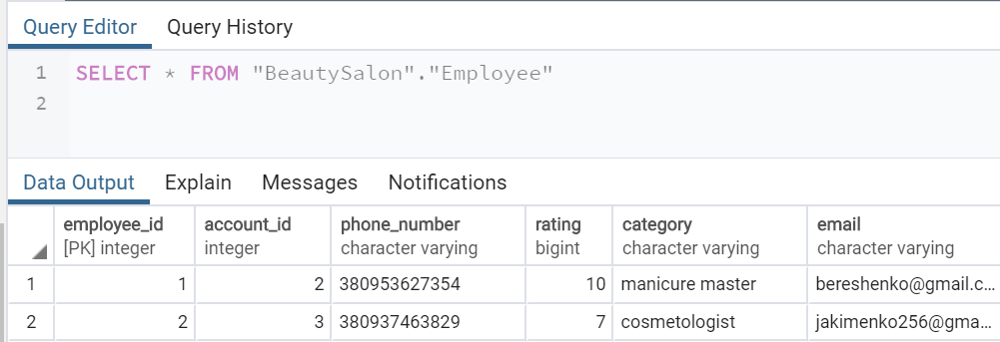 Query Editor Query History
1 SELECT * FROM "BeautySalon"."Employee"
2
Data Output Explain Messages Notifications
employee_id account_id phone_number rating category email
[PK] integer integer character varying bigint character varying character varying
1 1 2 380953627354 10 manicure master bereshenko@gmail.c...
2 2 3 380937463829 7 cosmetologist jakimenko256@gma...